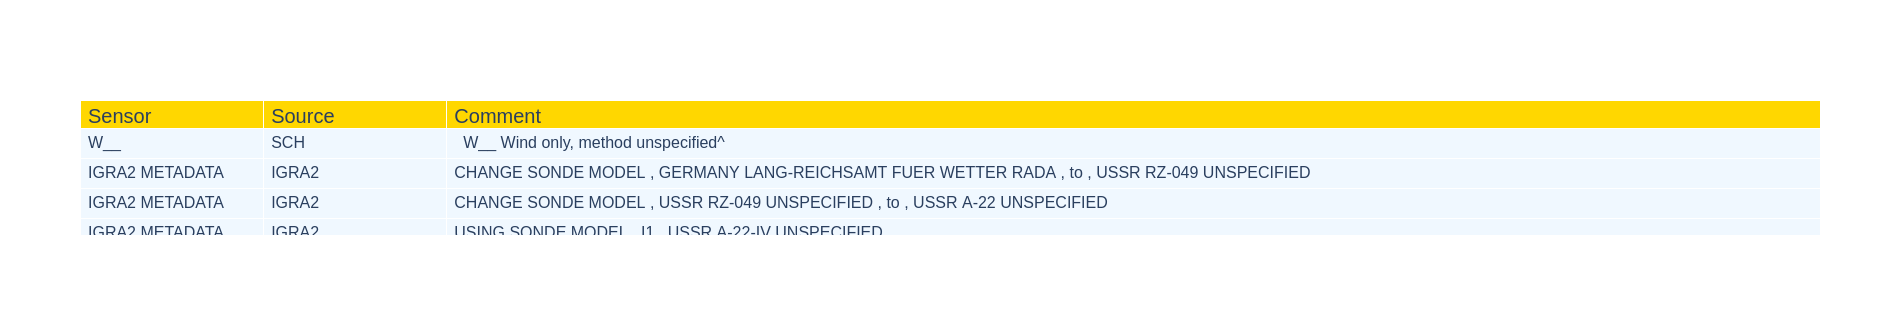 Sensor Source Comment
W__ SCH W__ Wind only, method unspecified^
IGRA2 METADATA IGRA2 CHANGE SONDE MODEL , GERMANY LANG-REICHSAMT FUER WETTER RADA , to , USSR RZ-049 UNSPECIFIED
IGRA2 METADATA IGRA2 CHANGE SONDE MODEL , USSR RZ-049 UNSPECIFIED , to , USSR A-22 UNSPECIFIED
IGRA2 METADATA IGRA2 USING SONDE MODEL , I1 , USSR A-22-IV UNSPECIFIED